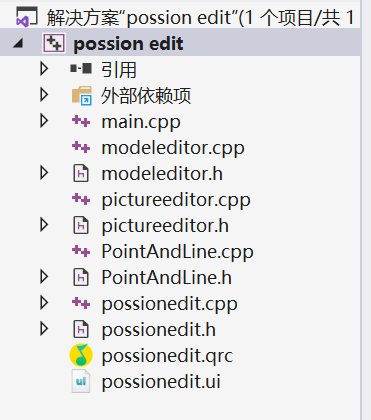 解决方案“possion edit”(1 个项目/共 1
possion edit
引用
外部依赖项
main.cpp
modeleditor.cpp
modeleditor.h
pictureeditor.cpp
pictureeditor.h
PointAndLine.cpp
PointAndLine.h
possionedit.cpp
possionedit.h
possionedit.qrc
possionedit.ui